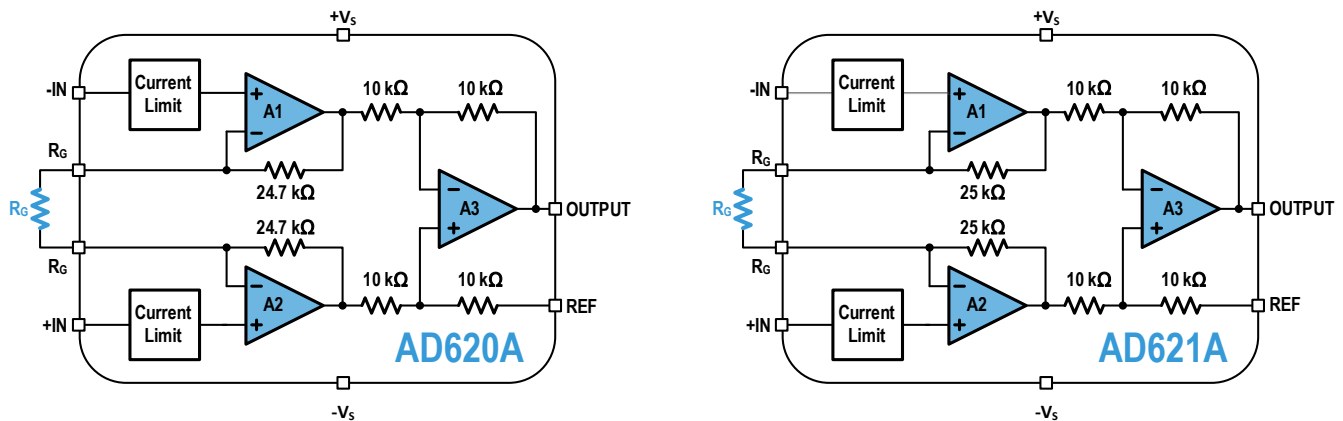 +VS
-IN
Current
Limit
+
A1
−
10 kΩ
10 kΩ
RG
24.7 kΩ
RG
−
A3
+
OUTPUT
24.7 kΩ
RG
−
A2
+
10 kΩ
10 kΩ
REF
+IN
Current
Limit
AD620A
-VS
+VS
-IN
Current
Limit
+
A1
−
10 kΩ
10 kΩ
RG
25 kΩ
RG
−
A3
+
OUTPUT
25 kΩ
RG
−
A2
+
10 kΩ
10 kΩ
REF
+IN
Current
Limit
AD621A
-VS